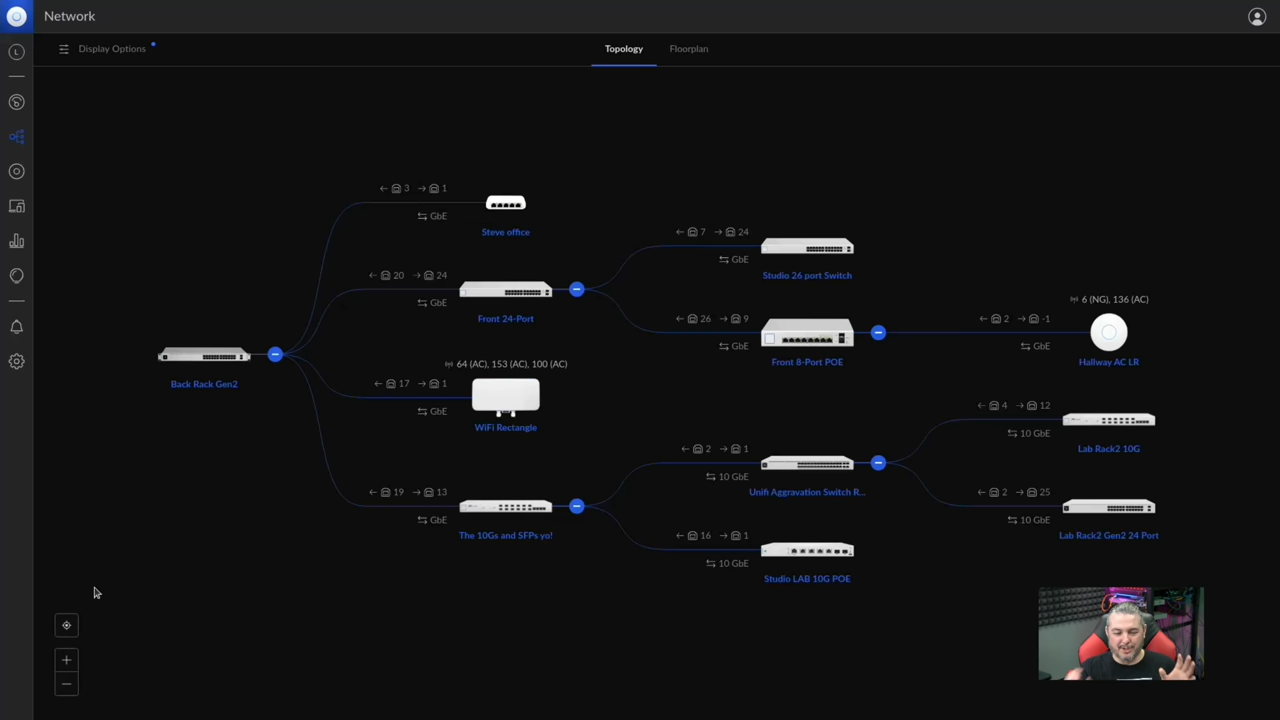 Network
L
Display Options
Topology
Floorplan
3 1
GbE
Steve office
20 24
GbE
Front 24-Port
7 24
GbE
Studio 26 port Switch
26 9
GbE
Front 8-Port POE
6 (NG), 136 (AC)
2 -1
GbE
Hallway AC LR
Back Rack Gen2
64 (AC), 153 (AC), 100 (AC)
17 1
GbE
WiFi Rectangle
19 13
GbE
The 10Gs and SFPs yo!
2 1
10 GbE
Unifi Aggravation Switch R...
4 12
10 GbE
Lab Rack2 10G
2 25
10 GbE
Lab Rack2 Gen2 24 Port
16 1
10 GbE
Studio LAB 10G POE